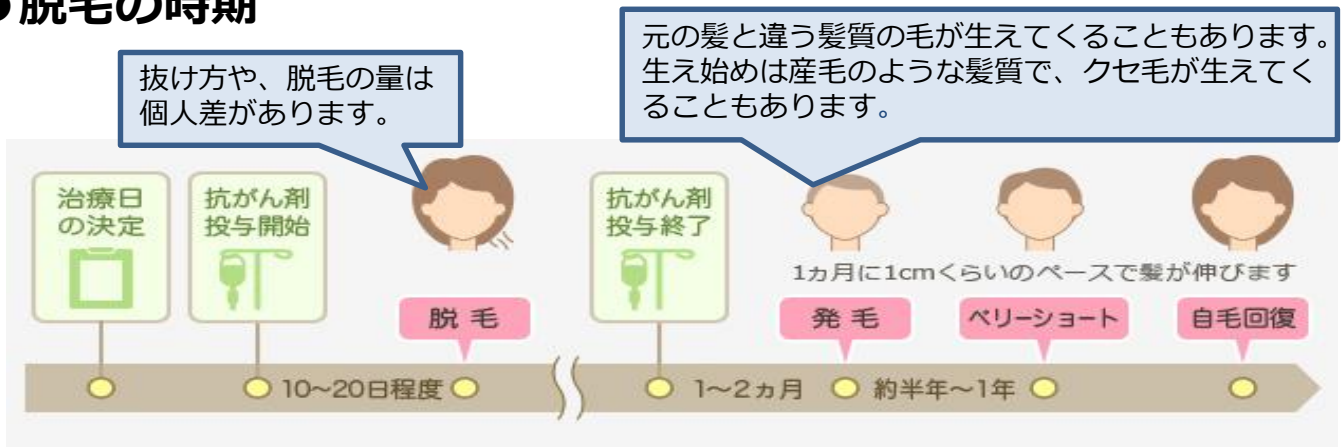 ●脱毛の時期
元の髪と違う髪質の毛が生えてくることもあります。
生え始めは産毛のような髪質で、クセ毛が生えてく
ることもあります。
抜け方や、脱毛の量は
個人差があります。
治療日
の決定
抗がん剤
投与開始
抗がん剤
投与終了
1ヵ月に1cmくらいのペースで髪が伸びます
脱毛
発毛
ベリーショート
自毛回復
10～20日程度
1～2ヵ月
約半年～1年